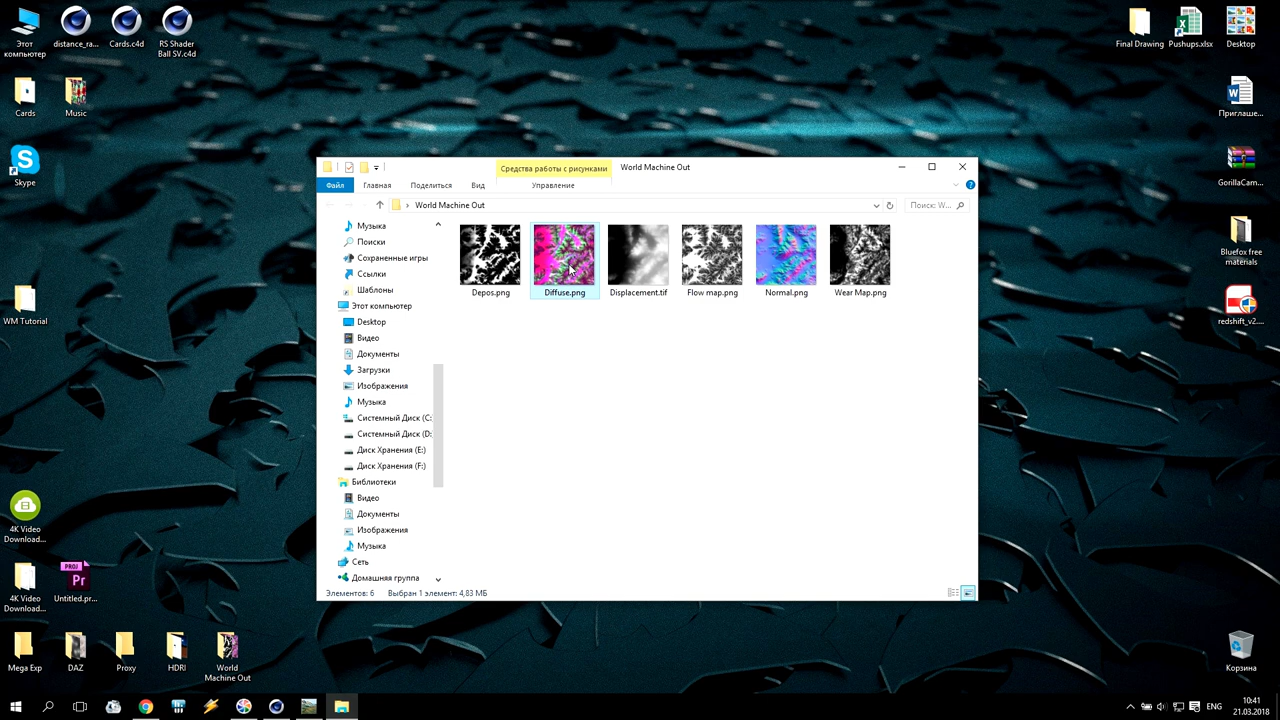 Этот
компьютер
distance_ra...
Cards.c4d
RS Shader
Ball SV.c4d
Final Drawing
Pushups.xlsx
Desktop
Cards
Music
Приглаше...
Skype
GorillaCam...
Bluefox free
materials
WM Tutorial
redshift_v2....
4K Video
Download...
4K Video
Download...
PROJ
Pr
Untitled.pr...
Mega Exp
DAZ
Proxy
HDRI
World
Machine Out
Корзина
Средства работы с рисунками
World Machine Out
Файл
Главная
Поделиться
Вид
Управление
World Machine Out
Поиск: W...
Музыка
Поиски
Сохраненные игры
Ссылки
Шаблоны
Этот компьютер
Desktop
Видео
Документы
Загрузки
Изображения
Музыка
Системный Диск (C:
Системный Диск (D:
Диск Хранения (E:)
Диск Хранения (F:)
Библиотеки
Видео
Документы
Изображения
Музыка
Сеть
Домашняя группа
Depos.png
Diffuse.png
Displacement.tif
Flow map.png
Normal.png
Wear Map.png
Элементов: 6
Выбран 1 элемент: 4,83 МБ
ENG
10:41
21.03.2018